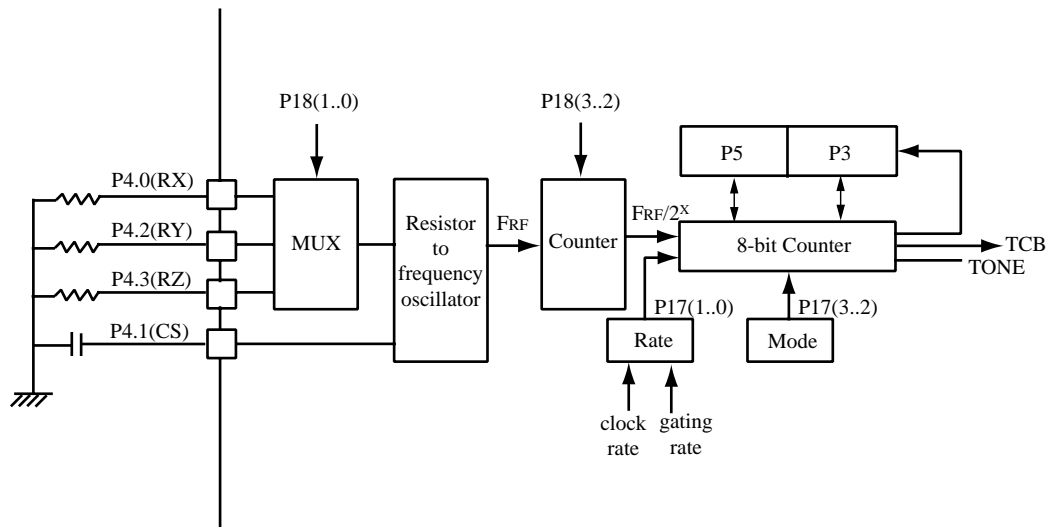 P18(1..0)
P18(3..2)
P5
P3
P4.0(RX)
P4.2(RY)
P4.3(RZ)
P4.1(CS)
MUX
Resistor
to
frequency
oscillator
FRF
Counter
FRF/2X
8-bit Counter
TCB
TONE
P17(1..0)
P17(3..2)
Rate
Mode
clock
rate
gating
rate